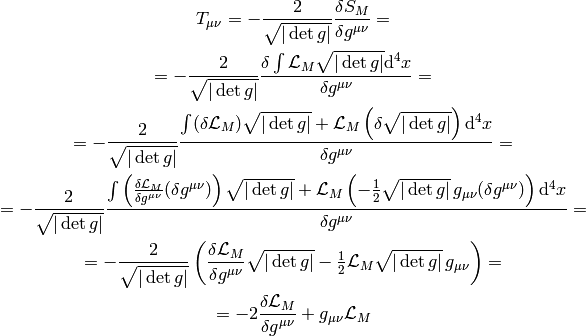 $T_{\mu\nu} = -\frac{2}{\sqrt{|\det g|}} \frac{\delta S_M}{\delta g^{\mu\nu}} =$
$= -\frac{2}{\sqrt{|\det g|}} \frac{\delta \int \mathcal{L}_M \sqrt{|\det g|} \mathrm{d}^4 x}{\delta g^{\mu\nu}} =$
$= -\frac{2}{\sqrt{|\det g|}} \frac{\int (\delta \mathcal{L}_M) \sqrt{|\det g|} + \mathcal{L}_M \left( \delta \sqrt{|\det g|} \right) \mathrm{d}^4 x}{\delta g^{\mu\nu}} =$
$= -\frac{2}{\sqrt{|\det g|}} \frac{\int \left( \frac{\delta \mathcal{L}_M}{\delta g^{\mu\nu}} (\delta g^{\mu\nu}) \right) \sqrt{|\det g|} + \mathcal{L}_M \left( -\frac{1}{2} \sqrt{|\det g|} \, g_{\mu\nu} (\delta g^{\mu\nu}) \right) \mathrm{d}^4 x}{\delta g^{\mu\nu}} =$
$= -\frac{2}{\sqrt{|\det g|}} \left( \frac{\delta \mathcal{L}_M}{\delta g^{\mu\nu}} \sqrt{|\det g|} - \frac{1}{2} \mathcal{L}_M \sqrt{|\det g|} \, g_{\mu\nu} \right) =$
$= -2 \frac{\delta \mathcal{L}_M}{\delta g^{\mu\nu}} + g_{\mu\nu} \mathcal{L}_M$